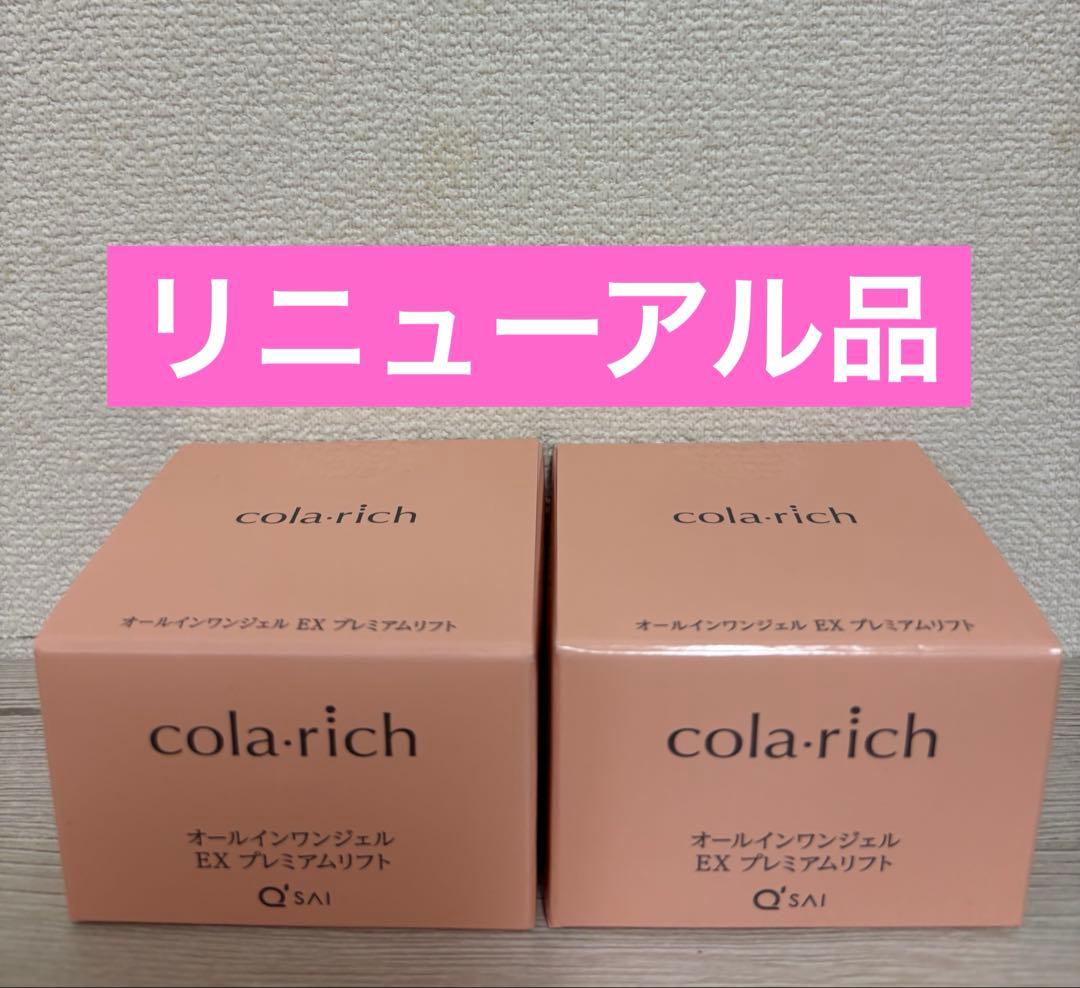 リニューアル品
cola・rich
オールインワンジェル EX プレミアムリフト
cola・rich
オールインワンジェル
EX プレミアムリフト
Q'SAI
cola・rich
オールインワンジェル EX プレミアムリフト
cola・rich
オールインワンジェル
EX プレミアムリフト
Q'SAI